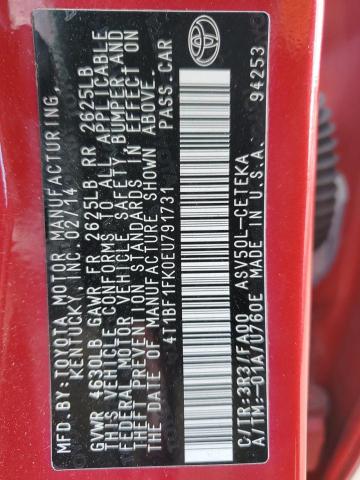 MFD.BY:TOYOTA MOTOR MANUFACTURING,
KENTUCKY,INC. 02/14
GVWR 4630LB GAWR FR 2625LB RR 2625LB
THIS VEHICLE CONFORMS TO ALL APPLICABLE
FEDERAL MOTOR VEHICLE SAFETY, BUMPER, AND
THEFT PREVENTION STANDARDS IN EFFECT ON
THE DATE OF MANUFACTURE SHOWN ABOVE.
4T1BF1FK0EU791731 PASS.CAR
C/TR:3R3/FA00 ASV50L-CETEKA
A/TM:-01A/U760E MADE IN U.S.A. 94253